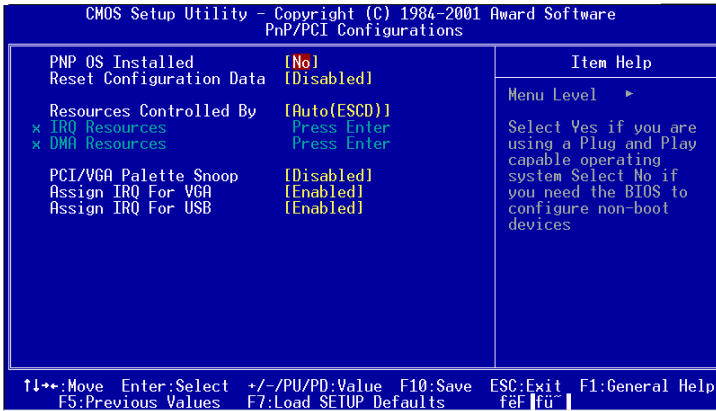 CMOS Setup Utility - Copyright (C) 1984-2001 Award Software
PnP/PCI Configurations
PNP OS Installed [No]
Reset Configuration Data [Disabled]
Resources Controlled By [Auto(ESCD)]
x IRQ Resources Press Enter
x DMA Resources Press Enter
PCI/VGA Palette Snoop [Disabled]
Assign IRQ For VGA [Enabled]
Assign IRQ For USB [Enabled]
Item Help
Menu Level ►
Select Yes if you are
using a Plug and Play
capable operating
system Select No if
you need the BIOS to
configure non-boot
devices
↑↓→←:Move Enter:Select +/-/PU/PD:Value F10:Save ESC:Exit F1:General Help
F5:Previous Values F7:Load SETUP Defaults fëF fü˜